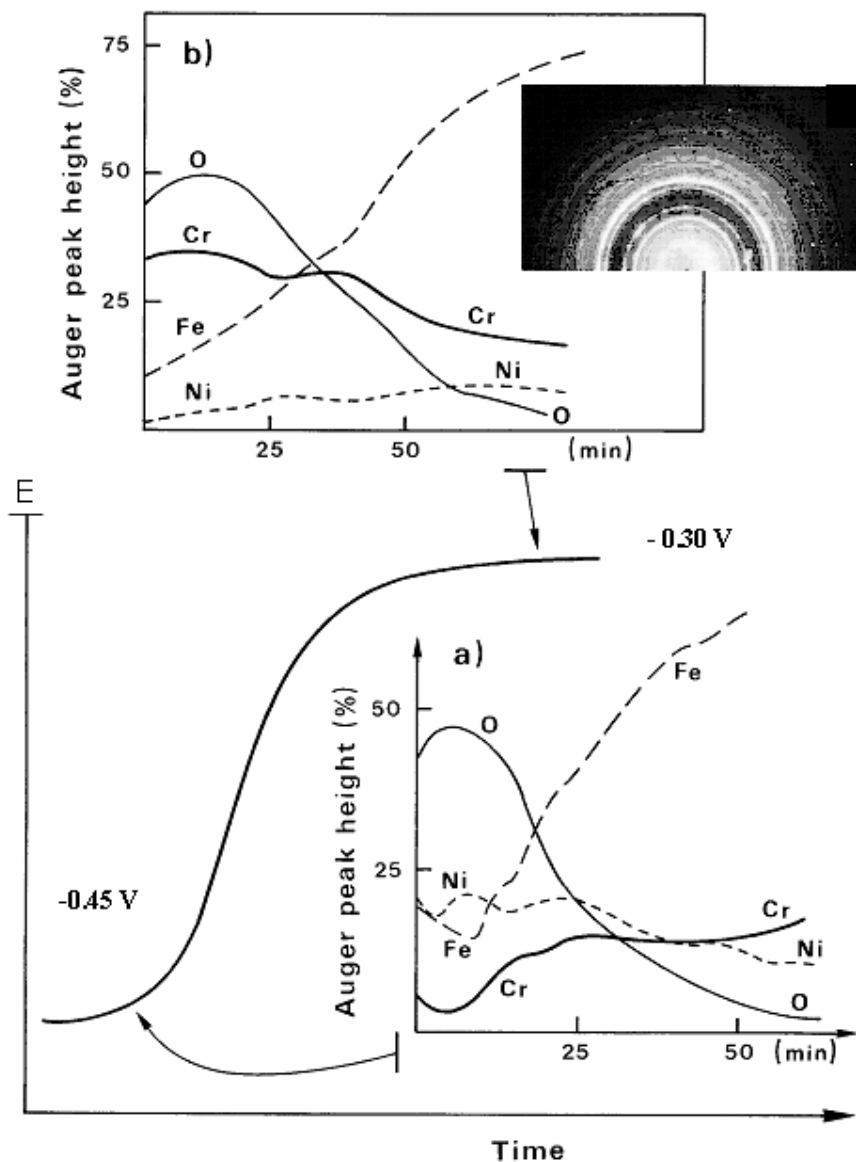 b)
75
50
25
Auger peak height (%)
O
Cr
Fe
Ni
Cr
Ni
O
25
50
(min)
E
- 0.30 V
-0.45 V
a)
50
25
Auger peak height (%)
O
Fe
Ni
Fe
Cr
Cr
Ni
O
25
50
(min)
Time